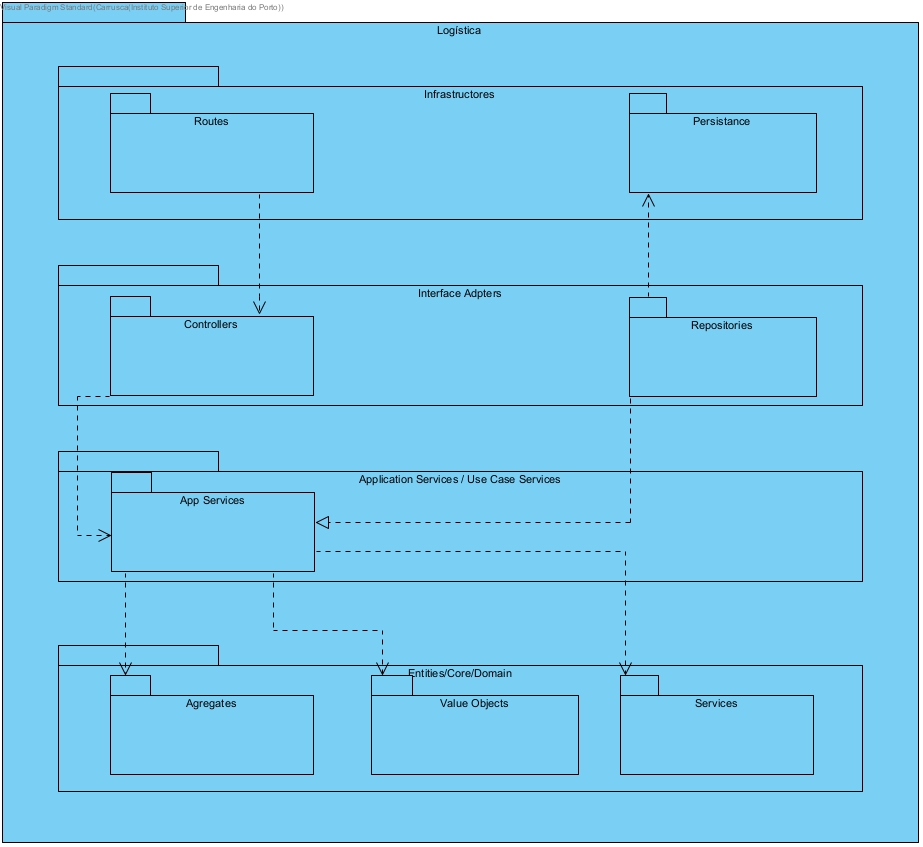 Visual Paradigm Standard(Carrusca(Instituto Superior de Engenharia do Porto))
Logística
Infrastructores
Routes
Persistance
Interface Adpters
Controllers
Repositories
Application Services / Use Case Services
App Services
Entities/Core/Domain
Agregates
Value Objects
Services